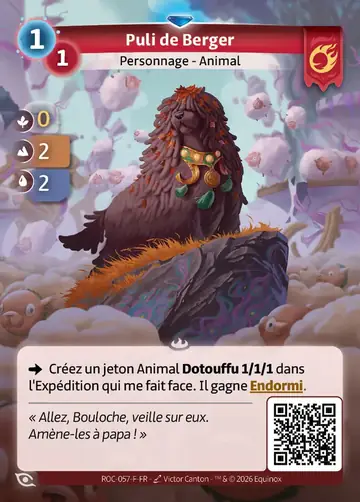 1
1
Puli de Berger
Personnage - Animal
0
2
2
Créez un jeton Animal Dotouffu 1/1/1 dans
l'Expédition qui me fait face. Il gagne Endormi.
« Allez, Bouloche, veille sur eux.
Amène-les à papa ! »
ROC-057-F-FR - Victor Canton - ™ & © 2026 Equinox